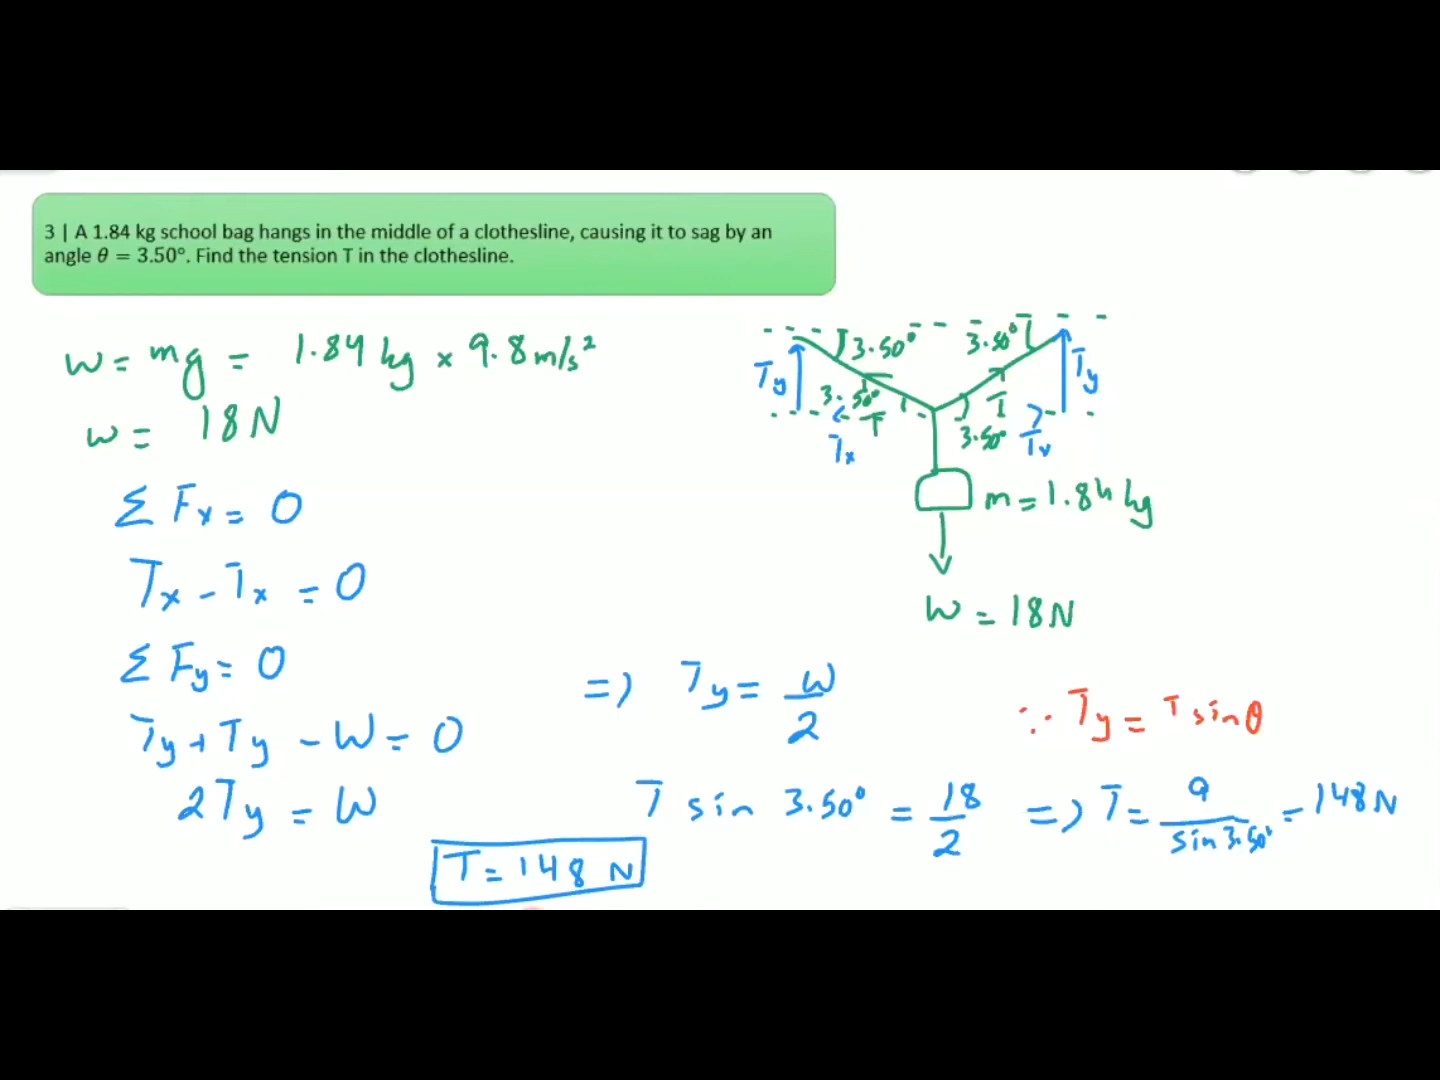 3 | A 1.84 kg school bag hangs in the middle of a clothesline, causing it to sag by an
angle θ = 3.50°. Find the tension T in the clothesline.
W = mg = 1.84 kg × 9.8 m/s²
W = 18N
Σ Fx = 0
Tx - Tx = 0
Σ Fy = 0
Ty + Ty - W = 0
2Ty = W
3.50° 3.50°
Ty Ty
3.50° T T
Tx 3.50° Tx
m = 1.84 kg
W = 18N
=> Ty = W/2
∵ Ty = T sinθ
T sin 3.50° = 18/2 => T = 9/sin 3.50° = 148N
T = 148 N